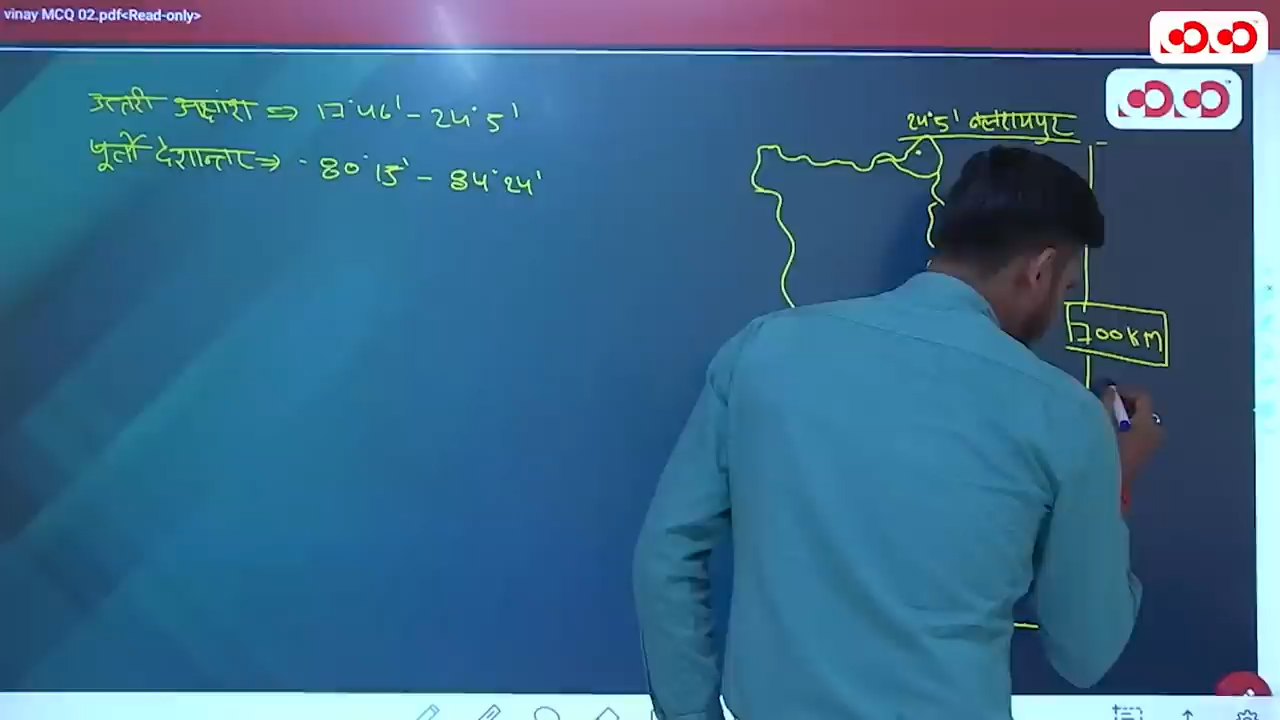 vinay MCQ 02.pdf<Read-only>
उत्तरी अक्षांश ⇒ 17°46' - 24°5'
पूर्वी देशान्तर ⇒ 80°15' - 84°24'
24°5' बलरामपुर
700KM